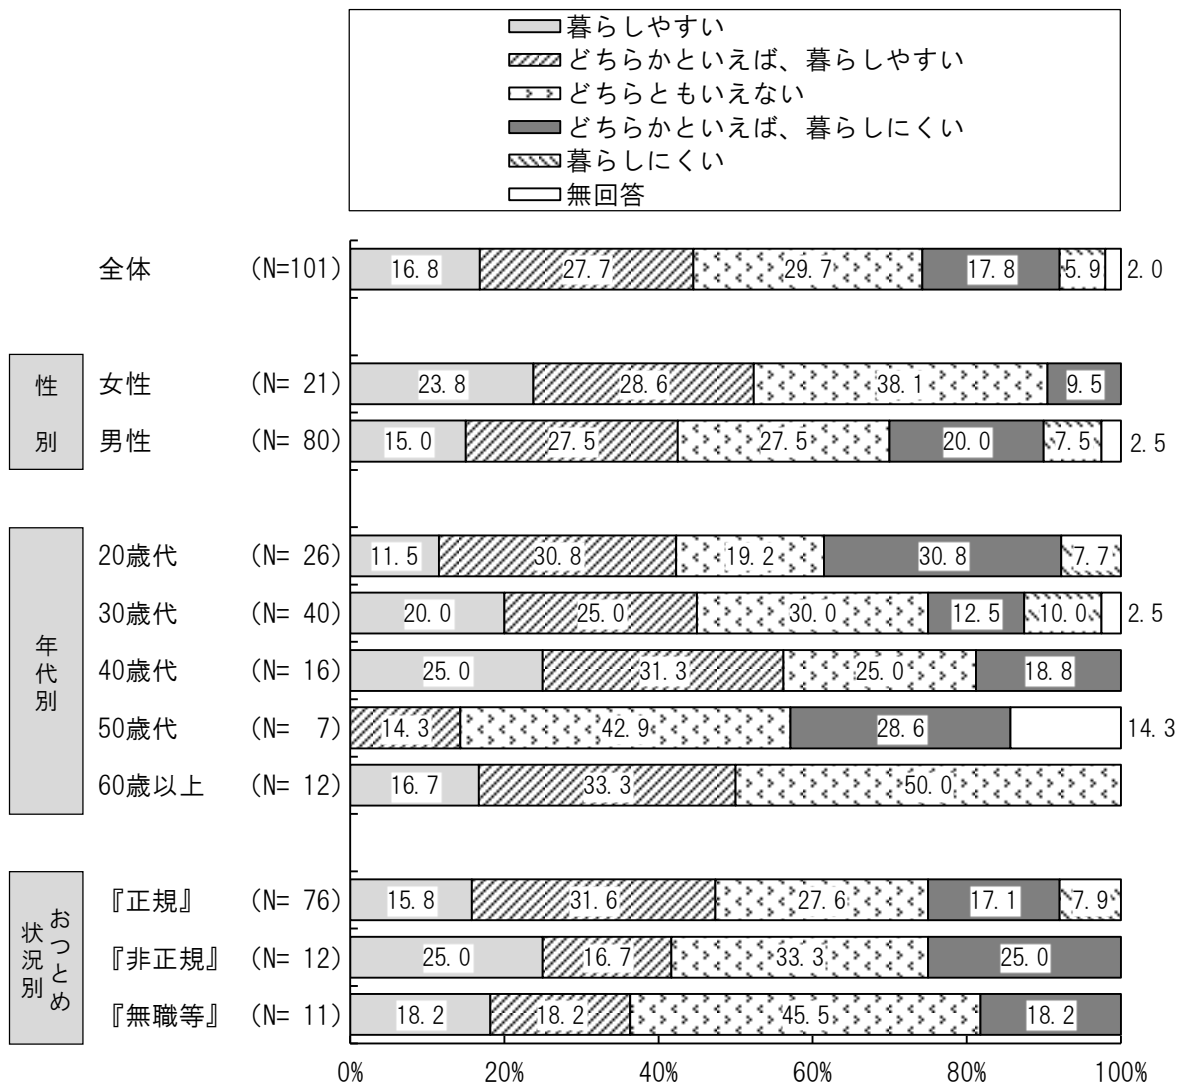 暮らしやすい
どちらかといえば、暮らしやすい
どちらともいえない
どちらかといえば、暮らしにくい
暮らしにくい
無回答
全体 (N=101) 16.8 27.7 29.7 17.8 5.9 2.0
性別
女性 (N= 21) 23.8 28.6 38.1 9.5
男性 (N= 80) 15.0 27.5 27.5 20.0 7.5 2.5
年代別
20歳代 (N= 26) 11.5 30.8 19.2 30.8 7.7
30歳代 (N= 40) 20.0 25.0 30.0 12.5 10.0 2.5
40歳代 (N= 16) 25.0 31.3 25.0 18.8
50歳代 (N= 7) 14.3 42.9 28.6 14.3
60歳以上 (N= 12) 16.7 33.3 50.0
おつとめ
状況別
『正規』 (N= 76) 15.8 31.6 27.6 17.1 7.9
『非正規』 (N= 12) 25.0 16.7 33.3 25.0
『無職等』 (N= 11) 18.2 18.2 45.5 18.2
0% 20% 40% 60% 80% 100%